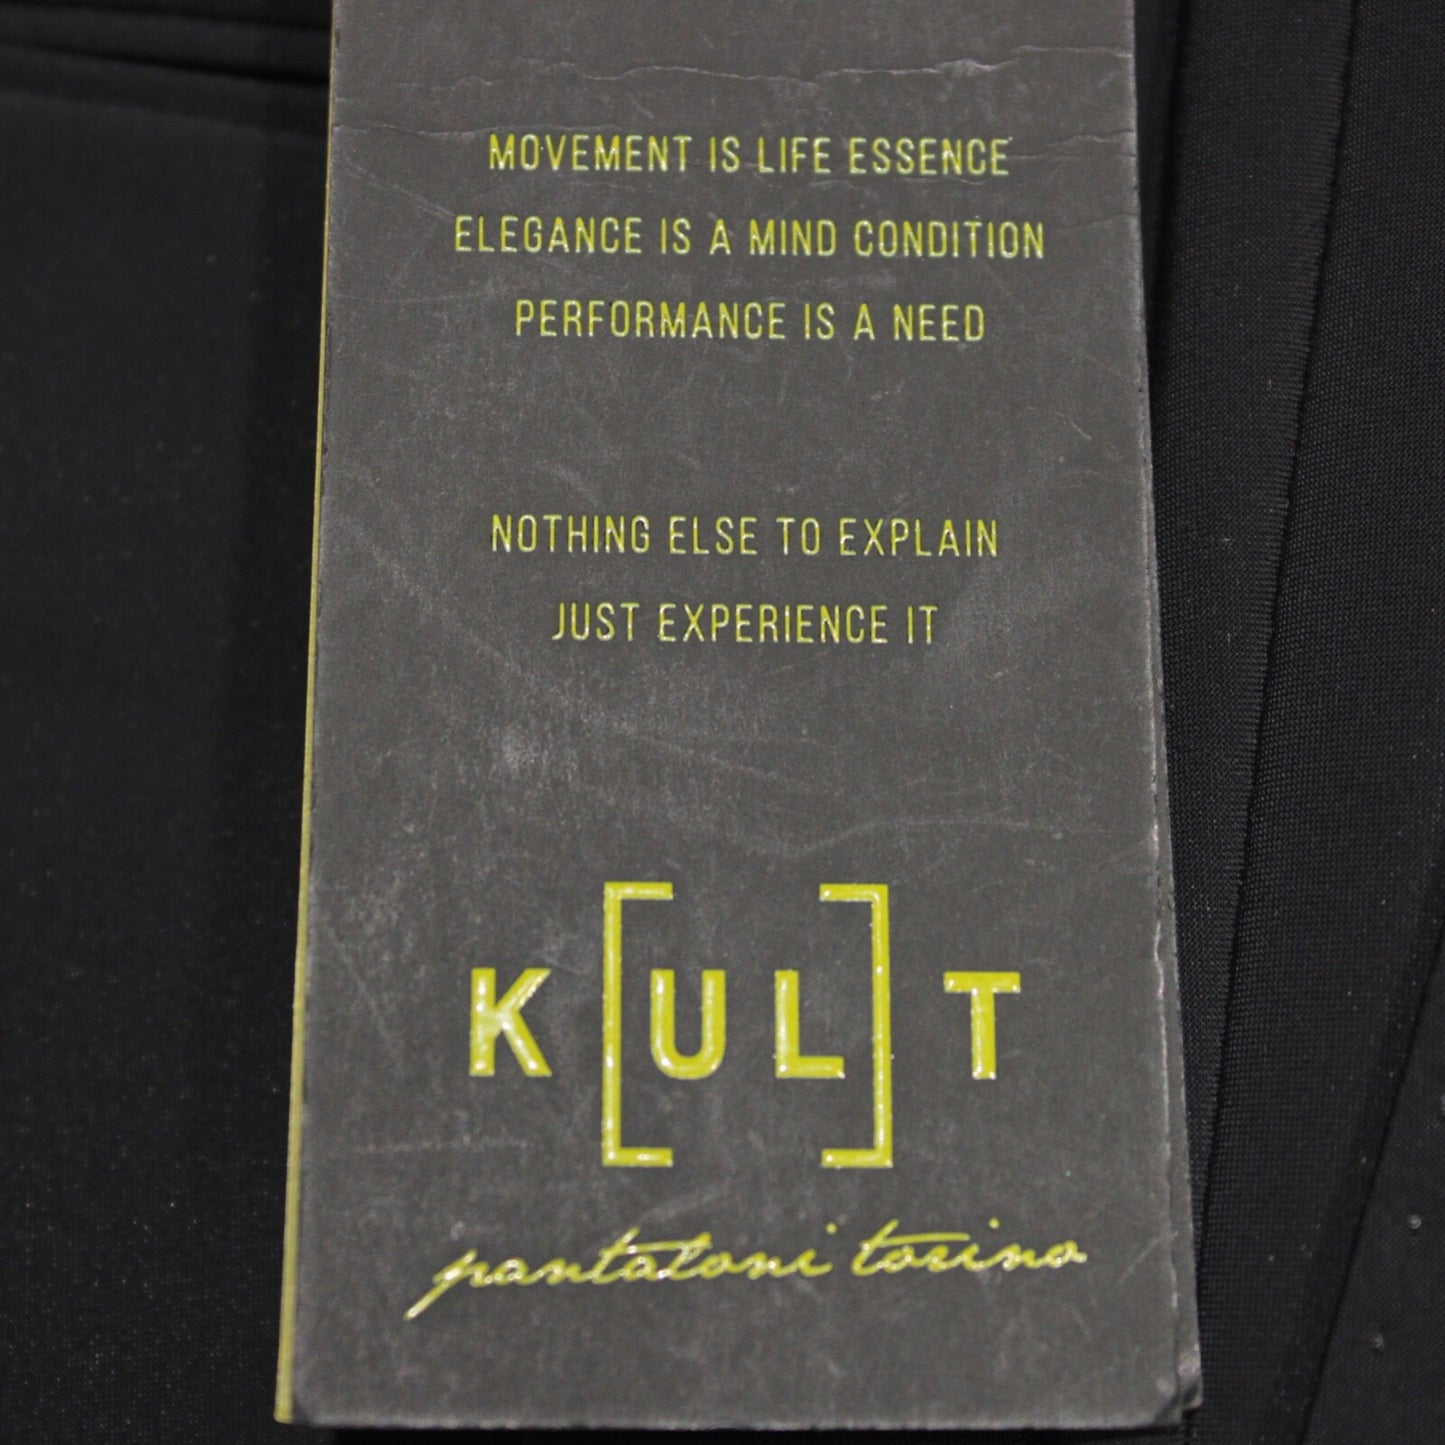 MOVEMENT IS LIFE ESSENCE
ELEGANCE IS A MIND CONDITION
PERFORMANCE IS A NEED
NOTHING ELSE TO EXPLAIN
JUST EXPERIENCE IT
K[UL]T
pantaloni torino